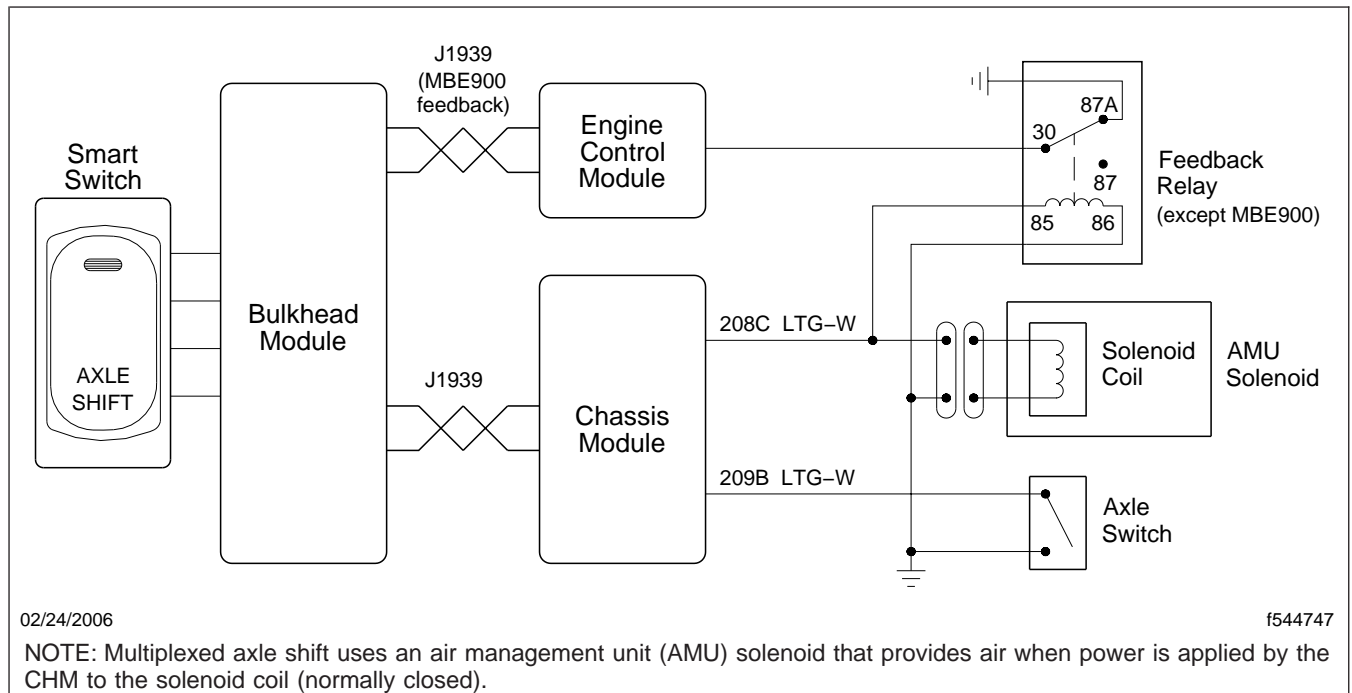 J1939
(MBE900
feedback)
Smart
Switch
AXLE
SHIFT
Bulkhead
Module
Engine
Control
Module
87A
30
87
85 86
Feedback
Relay
(except MBE900)
J1939
Chassis
Module
208C LTG−W
Solenoid
Coil
AMU
Solenoid
209B LTG−W
Axle
Switch
02/24/2006
f544747
NOTE: Multiplexed axle shift uses an air management unit (AMU) solenoid that provides air when power is applied by the
CHM to the solenoid coil (normally closed).